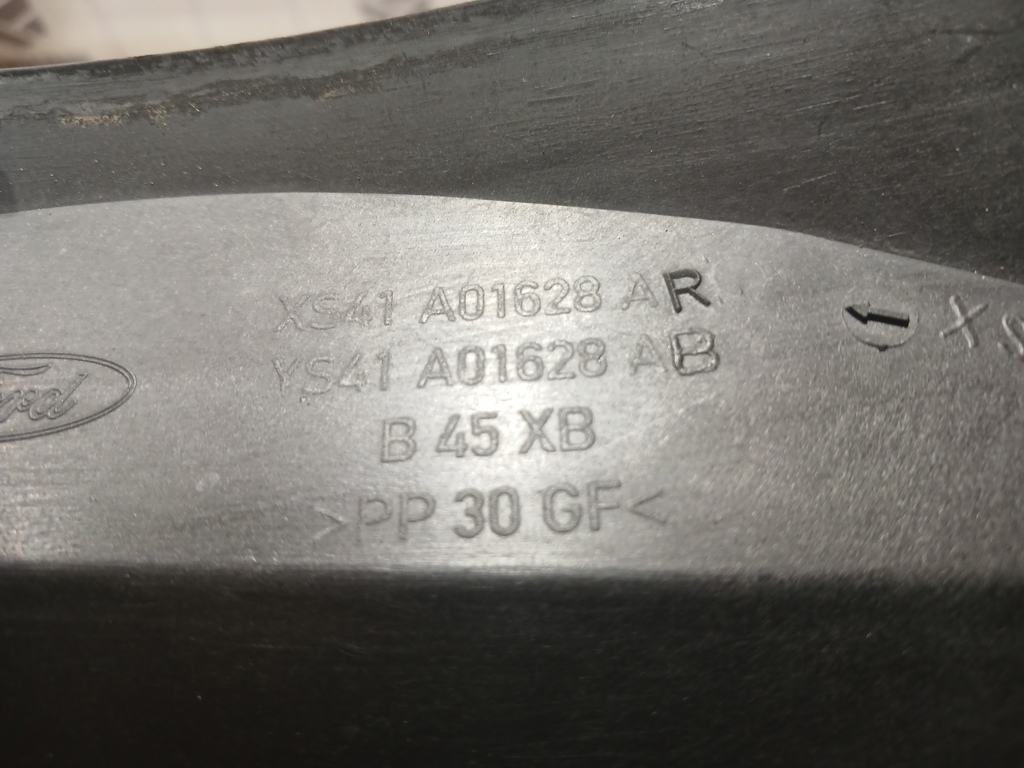 XS41 A01628 AR
YS41 A01628 AB
B 45 XB
>PP 30 GF<
Ford
X S